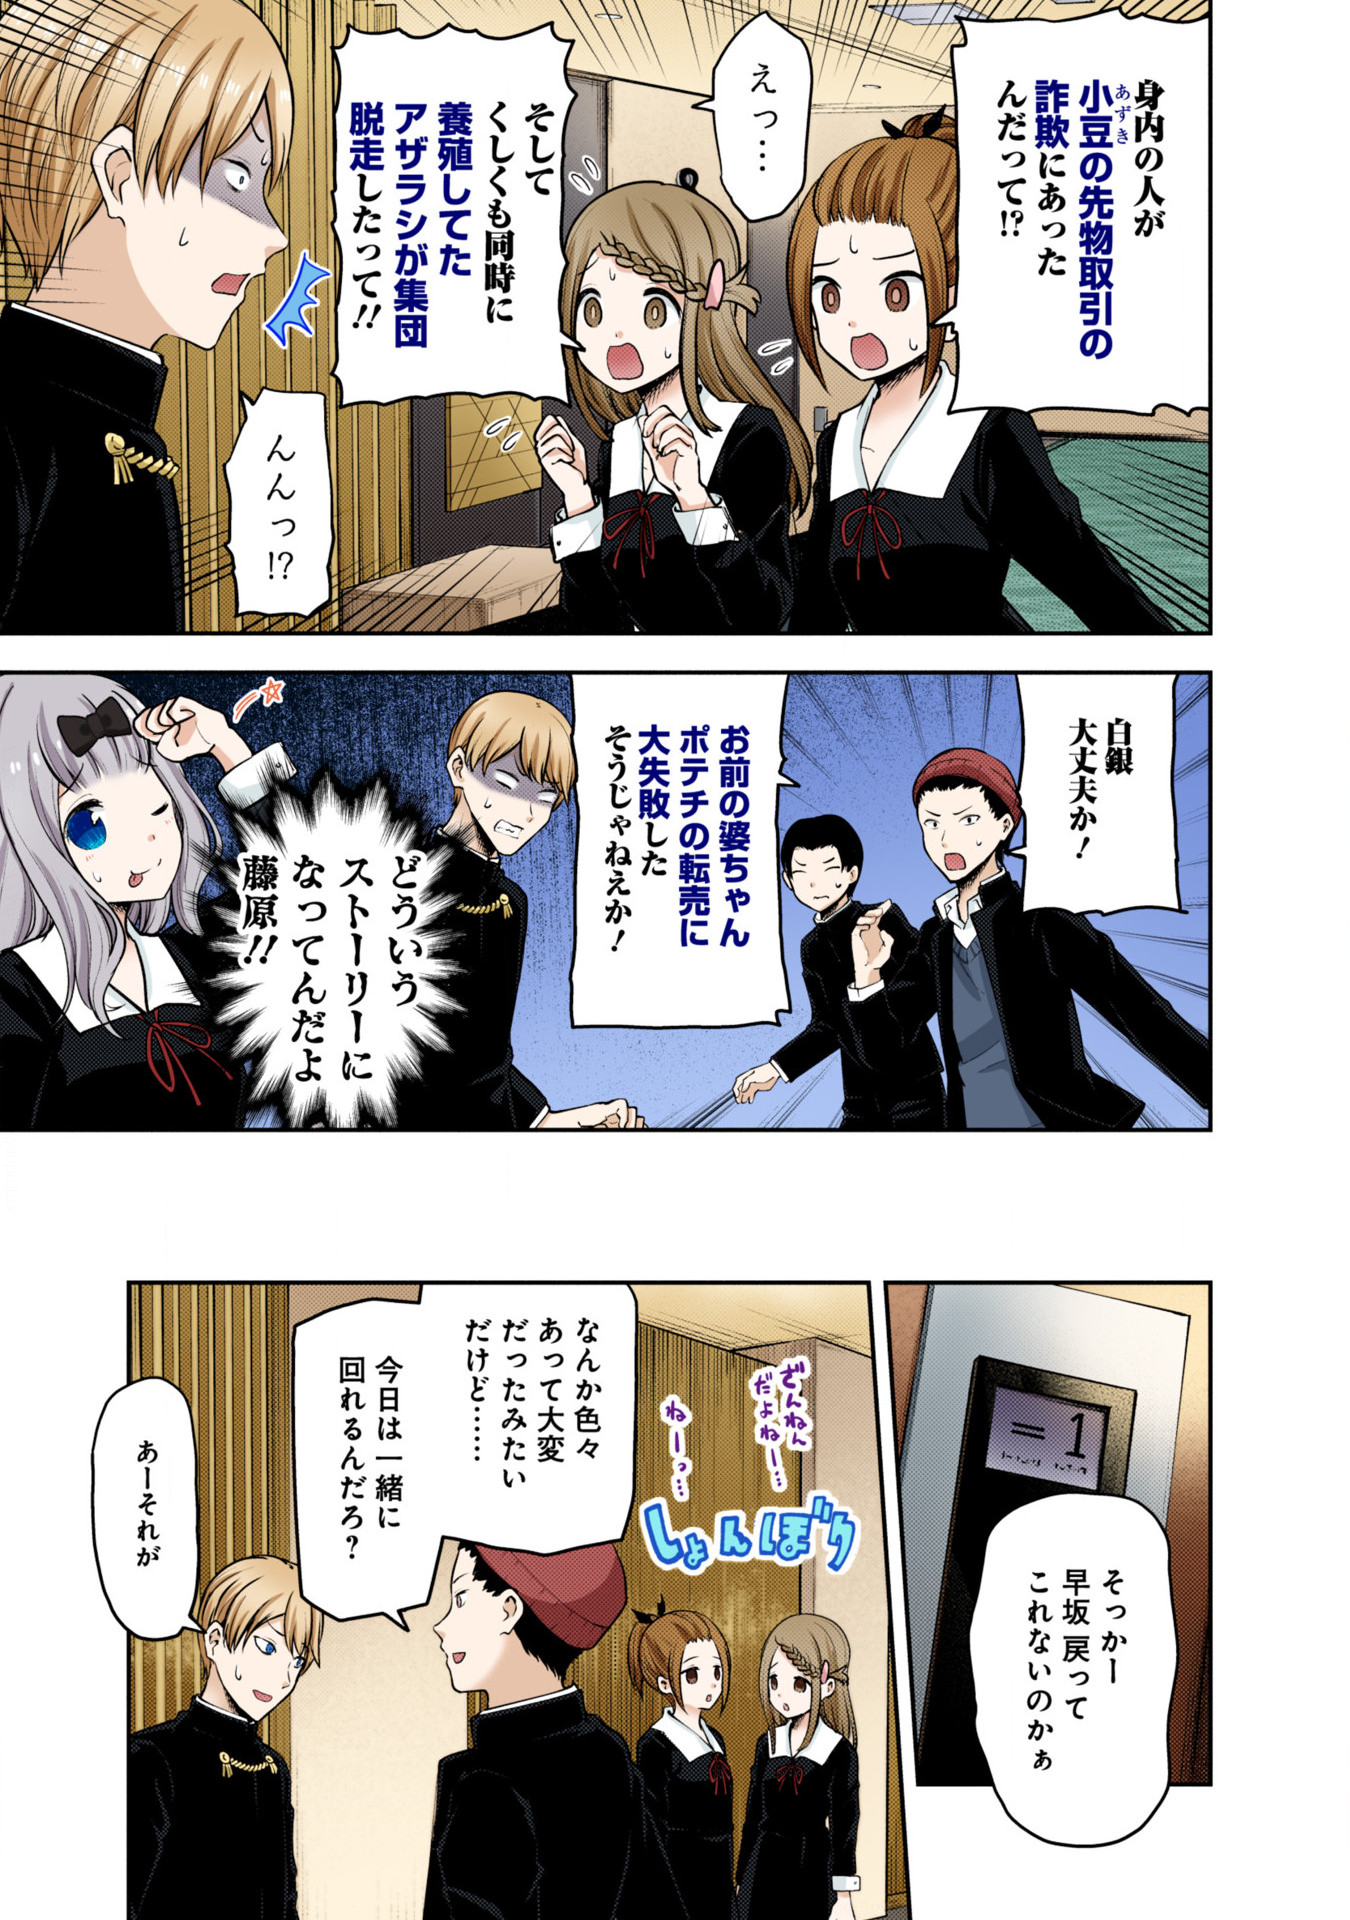 身内の人が
小豆の先物取引の
あずき
詐欺にあった
んだって!?
えっ…
そして
くしくも同時に
養殖してた
アザラシが集団
脱走したって!!
んんっ!?
白銀
大丈夫か!
お前の婆ちゃん
ポテチの転売に
大失敗した
そうじゃねえか!
どういう
ストーリーに
なってんだよ
藤原!!
=1
そっかー
早坂 戻って
これないのかぁ
ざんねん
だよねー…
ねーっ…
しょんぼり
なんか色々
あって大変
だったみたい
だけど……
今日は一緒に
回れるんだろ?
あーそれが